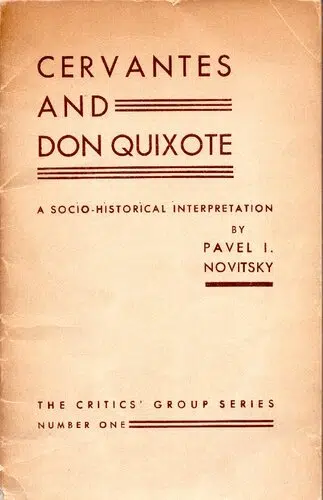 CERVANTES
AND
DON QUIXOTE
A SOCIO-HISTORICAL INTERPRETATION
BY
PAVEL I.
NOVITSKY
THE CRITICS' GROUP SERIES
NUMBER ONE